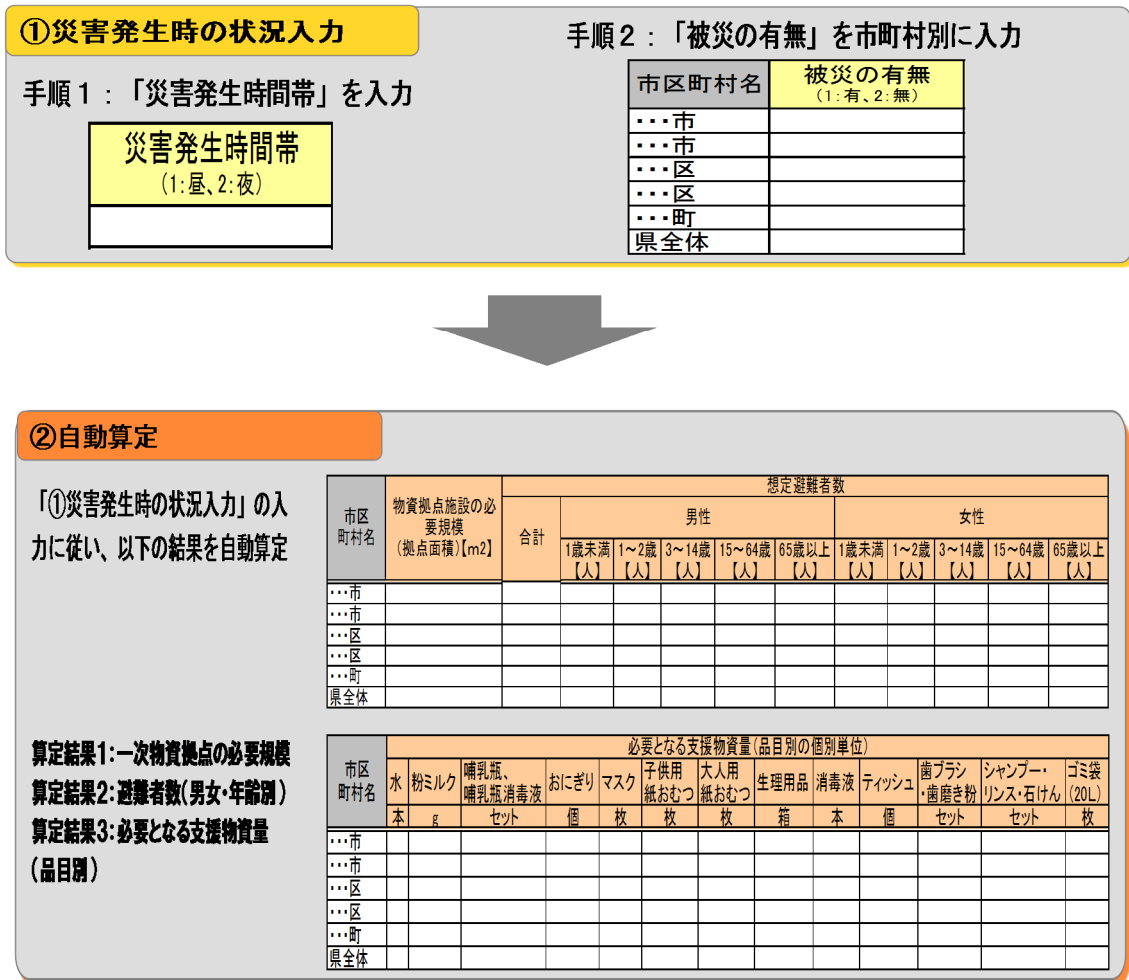 ①災害発生時の状況入力
手順1:「災害発生時間帯」を入力
災害発生時間帯
(1:昼、2:夜)
手順2:「被災の有無」を市町村別に入力
市区町村名 被災の有無
(1:有、2:無)
・・・市
・・・市
・・・区
・・・区
・・・町
県全体
②自動算定
「①災害発生時の状況入力」の入
力に従い、以下の結果を自動算定
市区
町村名
物資拠点施設の必
要規模
(拠点面積)【m2】
想定避難者数
合計
男性
女性
1歳未満 1~2歳 3~14歳 15~64歳 65歳以上 1歳未満 1~2歳 3~14歳 15~64歳 65歳以上
【人】 【人】 【人】 【人】 【人】 【人】 【人】 【人】 【人】 【人】
・・・市
・・・市
・・・区
・・・区
・・・町
県全体
算定結果1:一次物資拠点の必要規模
算定結果2:避難者数(男女・年齢別)
算定結果3:必要となる支援物資量
(品目別)
市区
町村名
必要となる支援物資量(品目別の個別単位)
水 粉ミルク 哺乳瓶、
哺乳瓶消毒液 おにぎり マスク 子供用
紙おむつ 大人用
紙おむつ 生理用品 消毒液 ティッシュ 歯ブラシ
・歯磨き粉 シャンプー・
リンス・石けん ゴミ袋
(20L)
本 g セット 個 枚 枚 枚 箱 本 個 セット セット 枚
・・・市
・・・市
・・・区
・・・区
・・・町
県全体